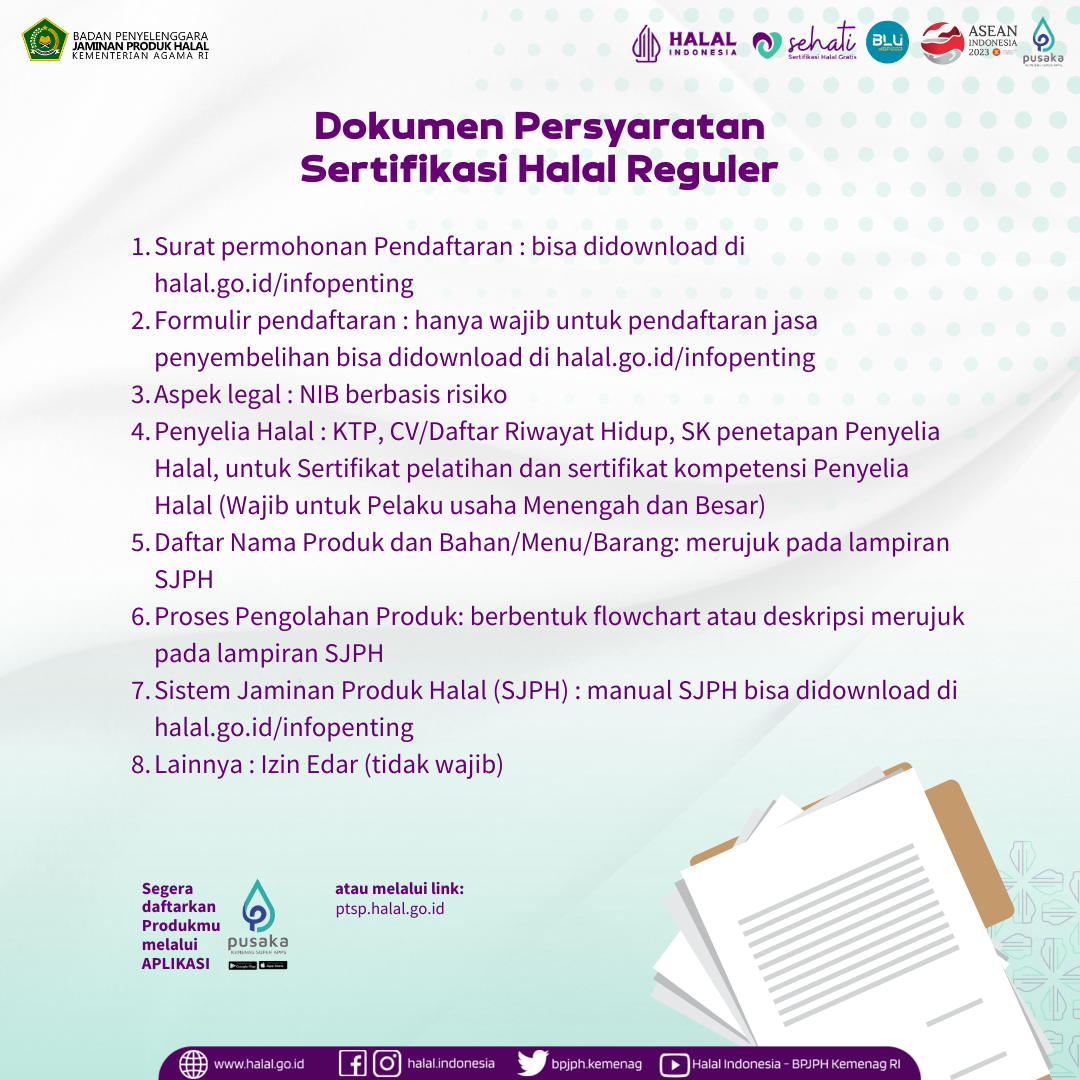 BADAN PENYELENGGARA
JAMINAN PRODUK HALAL
KEMENTERIAN AGAMA RI
HALAL
INDONESIA
sehati
Sertifikasi Halal Gratis
BLU
ASEAN
INDONESIA
2023
pusaka
Dokumen Persyaratan
Sertifikasi Halal Reguler
1. Surat permohonan Pendaftaran : bisa didownload di
halal.go.id/infopenting
2. Formulir pendaftaran : hanya wajib untuk pendaftaran jasa
penyembelihan bisa didownload di halal.go.id/infopenting
3. Aspek legal : NIB berbasis risiko
4. Penyelia Halal : KTP, CV/Daftar Riwayat Hidup, SK penetapan Penyelia
Halal, untuk Sertifikat pelatihan dan sertifikat kompetensi Penyelia
Halal (Wajib untuk Pelaku usaha Menengah dan Besar)
5. Daftar Nama Produk dan Bahan/Menu/Barang: merujuk pada lampiran
SJPH
6. Proses Pengolahan Produk: berbentuk flowchart atau deskripsi merujuk
pada lampiran SJPH
7. Sistem Jaminan Produk Halal (SJPH) : manual SJPH bisa didownload di
halal.go.id/infopenting
8. Lainnya : Izin Edar (tidak wajib)
Segera
daftarkan
Produkmu
melalui
APLIKASI
pusaka
KEMENAG SUPER APPS
atau melalui link:
ptsp.halal.go.id
www.halal.go.id
halal.indonesia
bpjph.kemenag
Halal Indonesia - BPJPH Kemenag RI